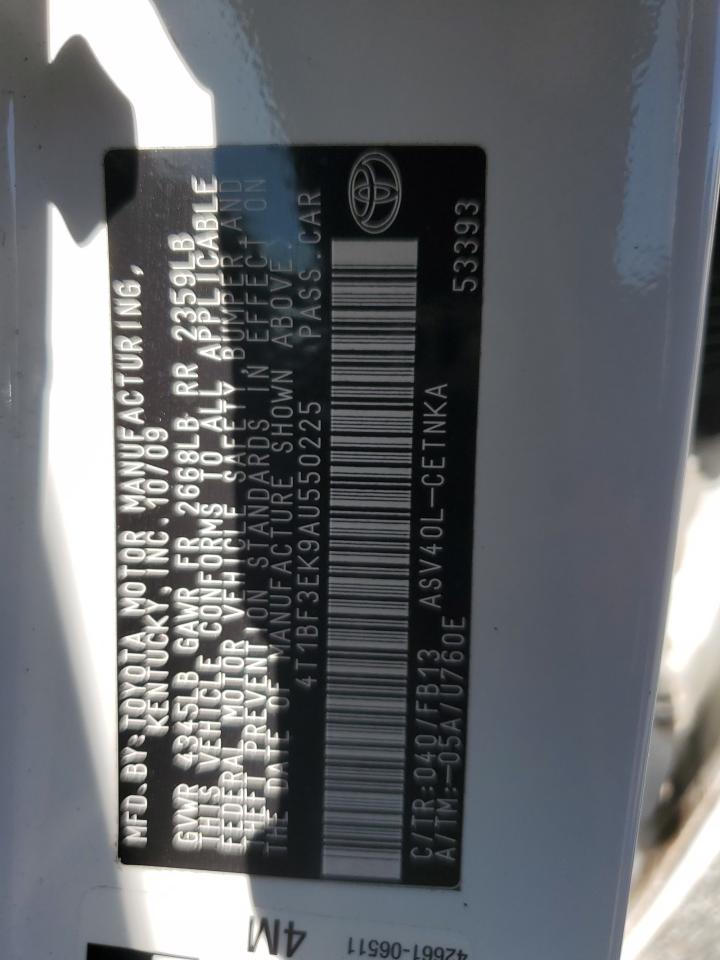 MFD.BY:TOYOTA MOTOR MANUFACTURING,
KENTUCKY, INC. 10/09
GVWR 4345LB GAWR FR 2668LB RR 2359LB
THIS VEHICLE CONFORMS TO ALL APPLICABLE
FEDERAL MOTOR VEHICLE SAFETY, BUMPER, AND
THEFT PREVENTION STANDARDS IN EFFECT ON
THE DATE OF MANUFACTURE SHOWN ABOVE.
4T1BF3EK9AU550225 PASS.CAR
C/TR:040/FB13 ASV40L-CETNKA 53393
A/TM:-05A/U760E
4M
42661-06511